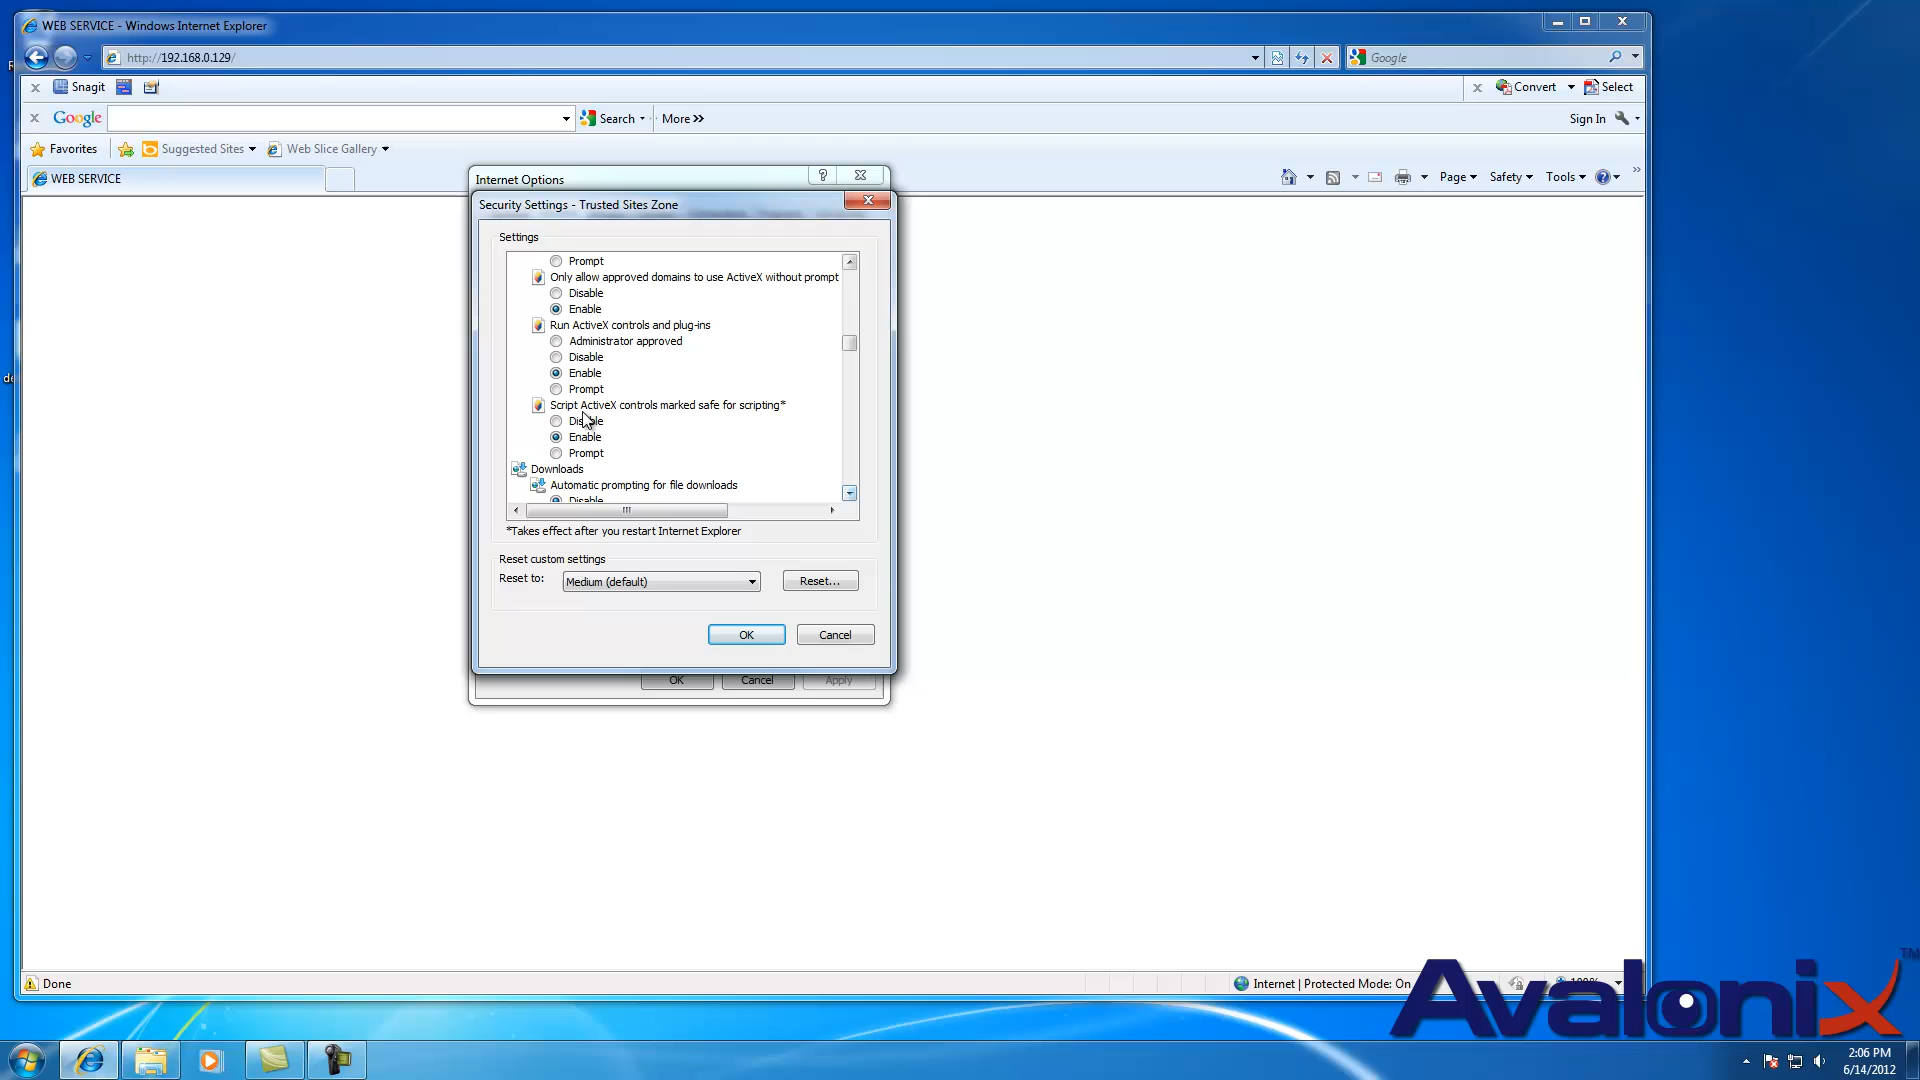 WEB SERVICE - Windows Internet Explorer
http://192.168.0.129/
Google
Snagit
Convert
Select
Google
Search
More >>
Sign In
Favorites
Suggested Sites
Web Slice Gallery
WEB SERVICE
Page
Safety
Tools
Internet Options
Security Settings - Trusted Sites Zone
Settings
Prompt
Only allow approved domains to use ActiveX without prompt
Disable
Enable
Run ActiveX controls and plug-ins
Administrator approved
Disable
Enable
Prompt
Script ActiveX controls marked safe for scripting*
Disable
Enable
Prompt
Downloads
Automatic prompting for file downloads
Disable
*Takes effect after you restart Internet Explorer
Reset custom settings
Reset to:
Medium (default)
Reset...
OK
Cancel
OK
Cancel
Apply
Done
Internet | Protected Mode: On
Avalonix
TM
2:06 PM
6/14/2012